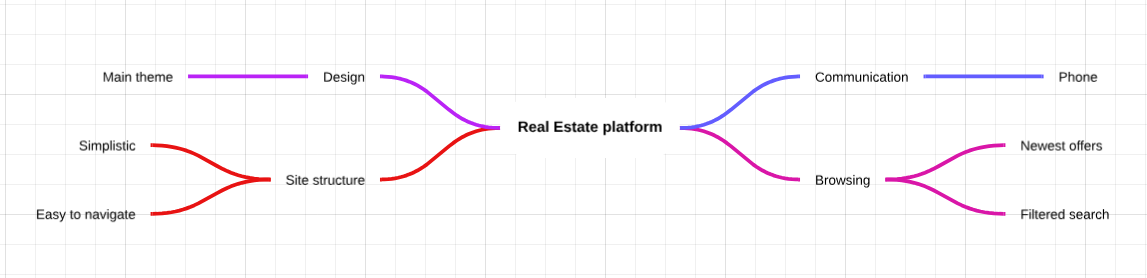 Main theme
Design
Communication
Phone
Real Estate platform
Simplistic
Newest offers
Site structure
Browsing
Easy to navigate
Filtered search